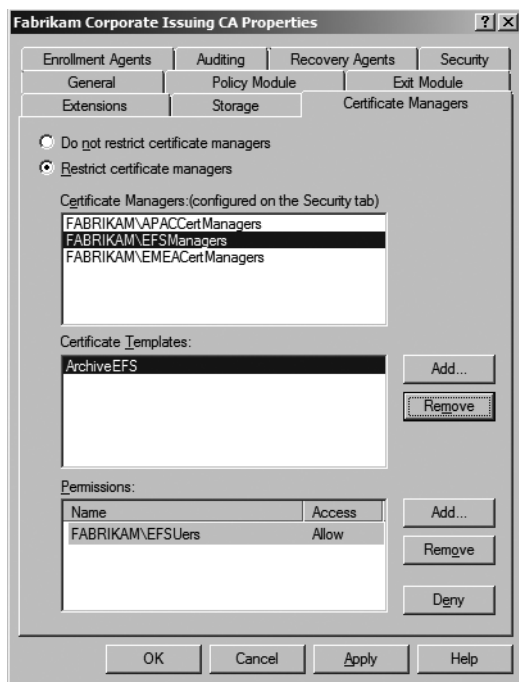 Fabrikam Corporate Issuing CA Properties ? X
Enrollment Agents Auditing Recovery Agents Security
General Policy Module Exit Module
Extensions Storage Certificate Managers
Do not restrict certificate managers
Restrict certificate managers
Certificate Managers:(configured on the Security tab)
FABRIKAM\APACCertManagers
FABRIKAM\EFSManagers
FABRIKAM\EMEACertManagers
Certificate Templates:
ArchiveEFS
Add...
Remove
Permissions:
Name Access
FABRIKAM\EFSUers Allow
Add...
Remove
Deny
OK Cancel Apply Help